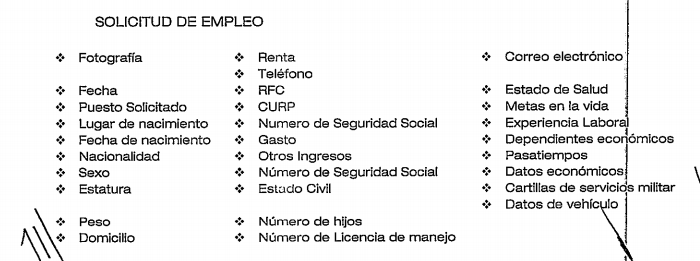 SOLICITUD DE EMPLEO
❖ Fotografía
❖ Fecha
❖ Puesto Solicitado
❖ Lugar de nacimiento
❖ Fecha de nacimiento
❖ Nacionalidad
❖ Sexo
❖ Estatura
❖ Peso
❖ Domicilio
❖ Renta
❖ Teléfono
❖ RFC
❖ CURP
❖ Numero de Seguridad Social
❖ Gasto
❖ Otros Ingresos
❖ Número de Seguridad Social
❖ Estado Civil
❖ Número de hijos
❖ Número de Licencia de manejo
❖ Correo electrónico
❖ Estado de Salud
❖ Metas en la vida
❖ Experiencia Laboral
❖ Dependientes económicos
❖ Pasatiempos
❖ Datos económicos
❖ Cartillas de servicios militar
❖ Datos de vehículo